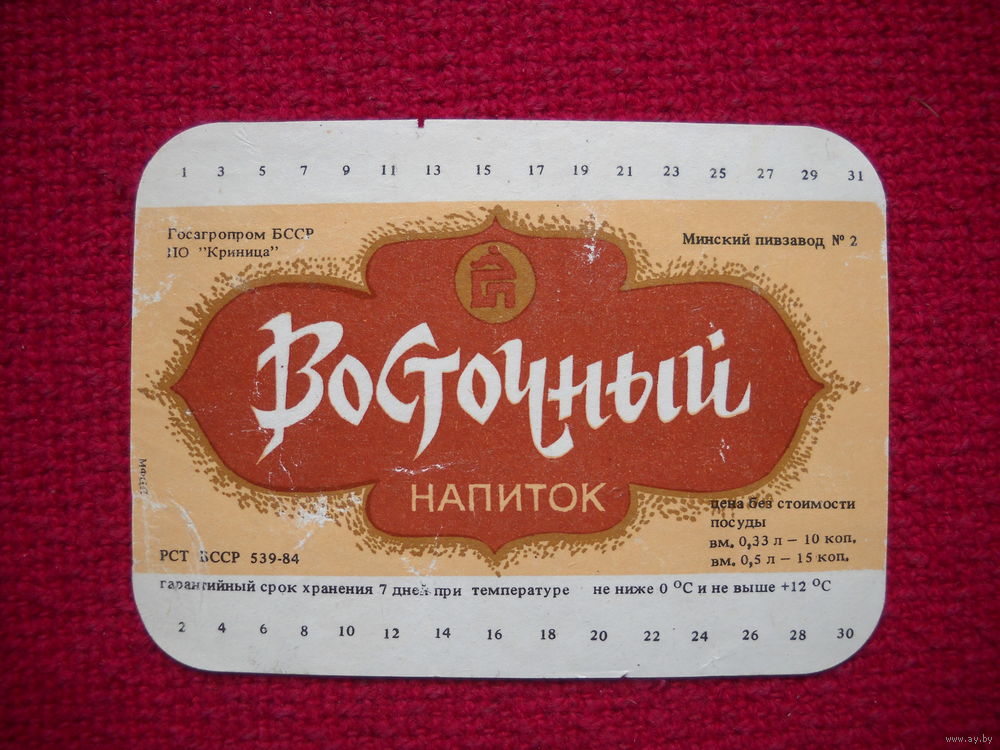 1 3 5 7 9 11 13 15 17 19 21 23 25 27 29 31
Госагропром БССР
ПО "Криница"
Минский пивзавод № 2
Восточный
НАПИТОК
цена без стоимости
посуды
вм. 0,33 л — 10 коп.
вм. 0,5 л — 15 коп.
РСТ БССР 539-84
гарантийный срок хранения 7 дней при температуре не ниже 0 °С и не выше +12 °С
2 4 6 8 10 12 14 16 18 20 22 24 26 28 30
www.ay.by